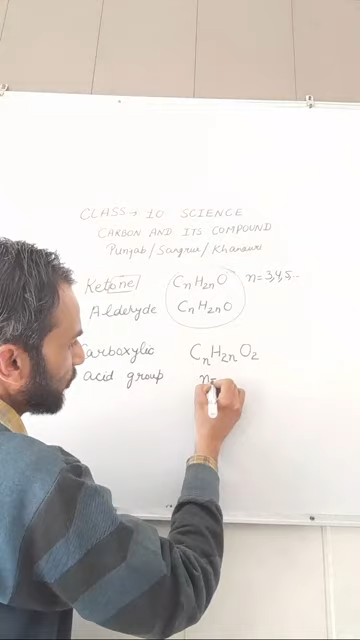 CLASS → 10 SCIENCE
CARBON AND ITS COMPOUND
Punjab/Sangrur/Khanauri
Ketone CnH2nO n=3,4,5...
Aldehyde CnH2nO
Carboxylic CnH2nO2
acid group n=